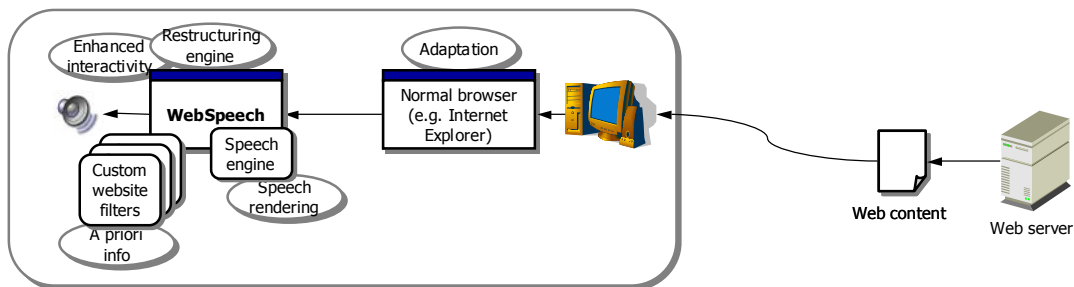 Enhanced
interactivity
Restructuring
engine
WebSpeech
Speech
engine
Speech
rendering
Custom
website
filters
A priori
info
Adaptation
Normal browser
(e.g. Internet
Explorer)
Web content
Web server